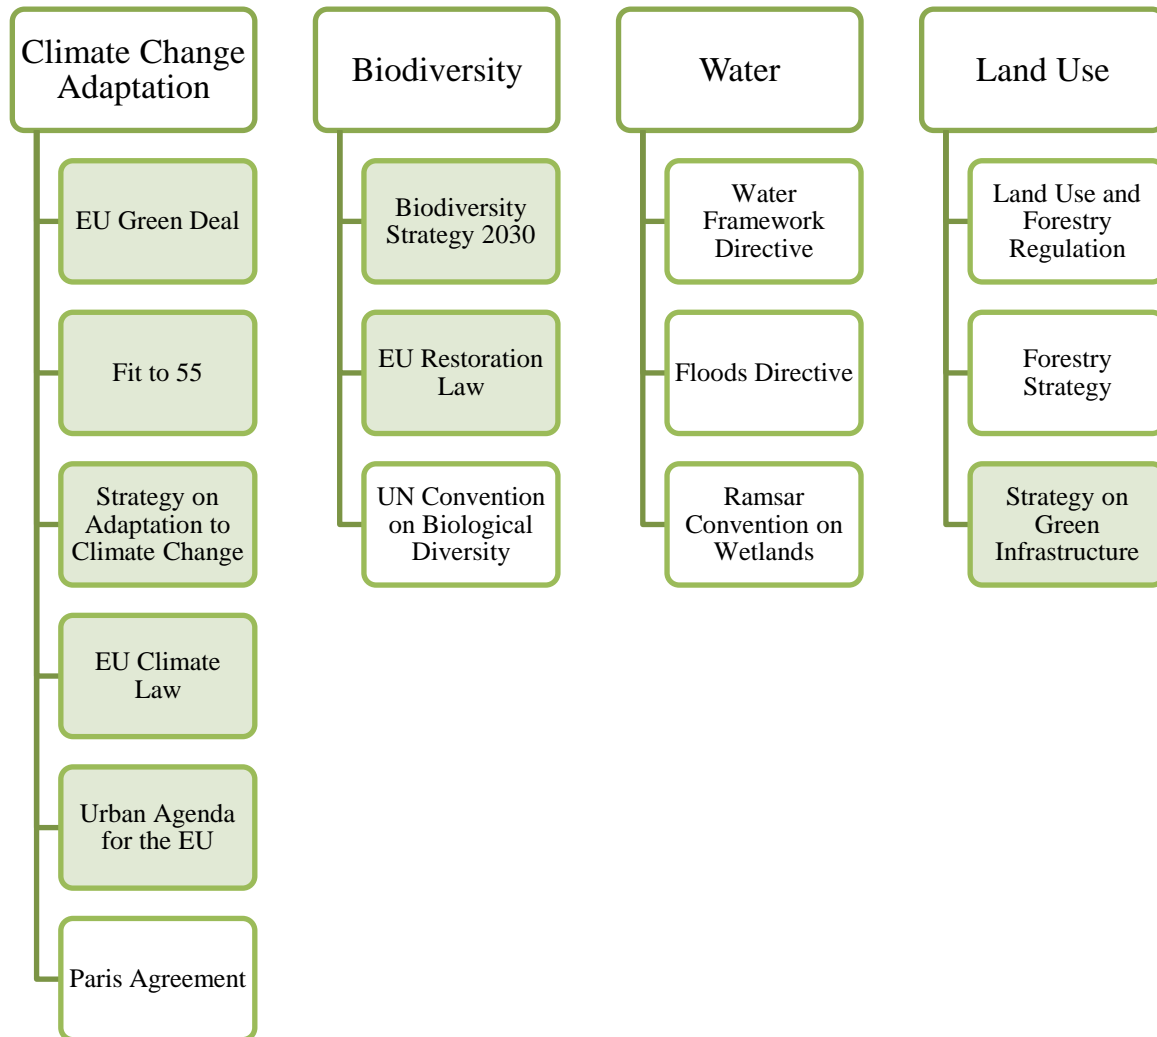 Climate Change
Adaptation
EU Green Deal
Fit to 55
Strategy on
Adaptation to
Climate Change
EU Climate
Law
Urban Agenda
for the EU
Paris Agreement
Biodiversity
Biodiversity
Strategy 2030
EU Restoration
Law
UN Convention
on Biological
Diversity
Water
Water
Framework
Directive
Floods Directive
Ramsar
Convention on
Wetlands
Land Use
Land Use and
Forestry
Regulation
Forestry
Strategy
Strategy on
Green
Infrastructure